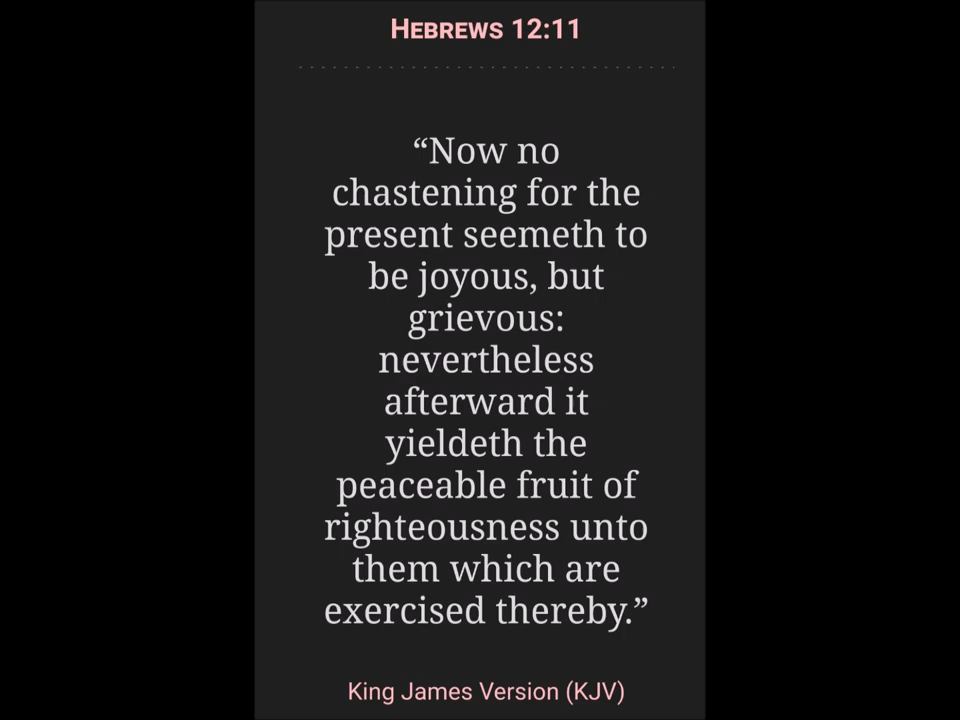 HEBREWS 12:11
“Now no
chastening for the
present seemeth to
be joyous, but
grievous:
nevertheless
afterward it
yieldeth the
peaceable fruit of
righteousness unto
them which are
exercised thereby.”
King James Version (KJV)